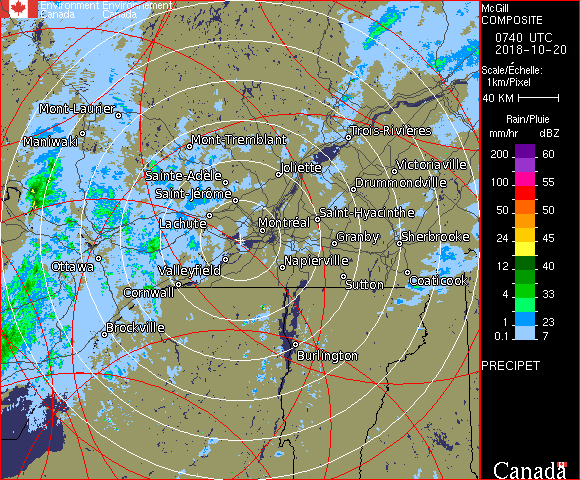 Environment Environnement
Canada Canada
McGill
COMPOSITE
0740 UTC
2018-10-20
Scale/Échelle:
1km/Pixel
40 KM
Rain/Pluie
mm/hr dBZ
200 60
100 55
50 50
24 45
12 40
4 33
1 23
0.1 7
PRECIPET
Canada
Mont-Laurier
Maniwaki
Mont-Tremblant
Trois-Rivières
Sainte-Adèle
Joliette
Victoriaville
Saint-Jérôme
Drummondville
Lachute
Montréal
Saint-Hyacinthe
Granby
Sherbrooke
Ottawa
Valleyfield
Napierville
Cornwall
Sutton
Coaticook
Brockville
Burlington